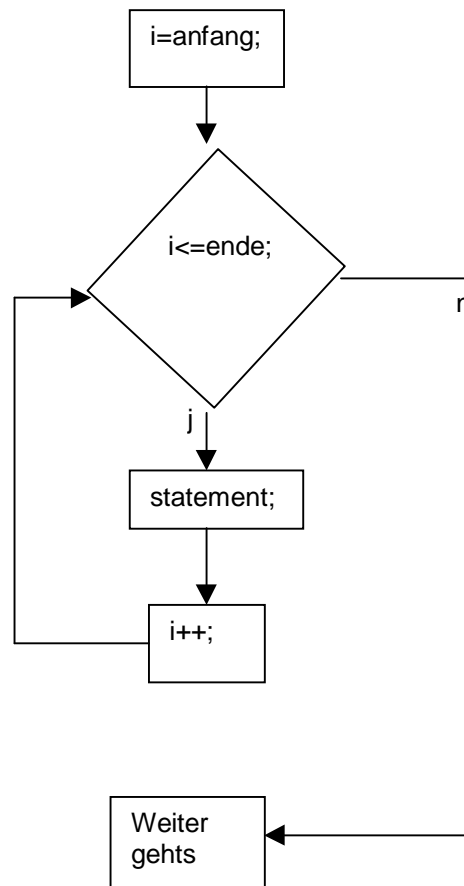 i=anfang;
i<=ende;
j
statement;
i++;
Weiter
gehts